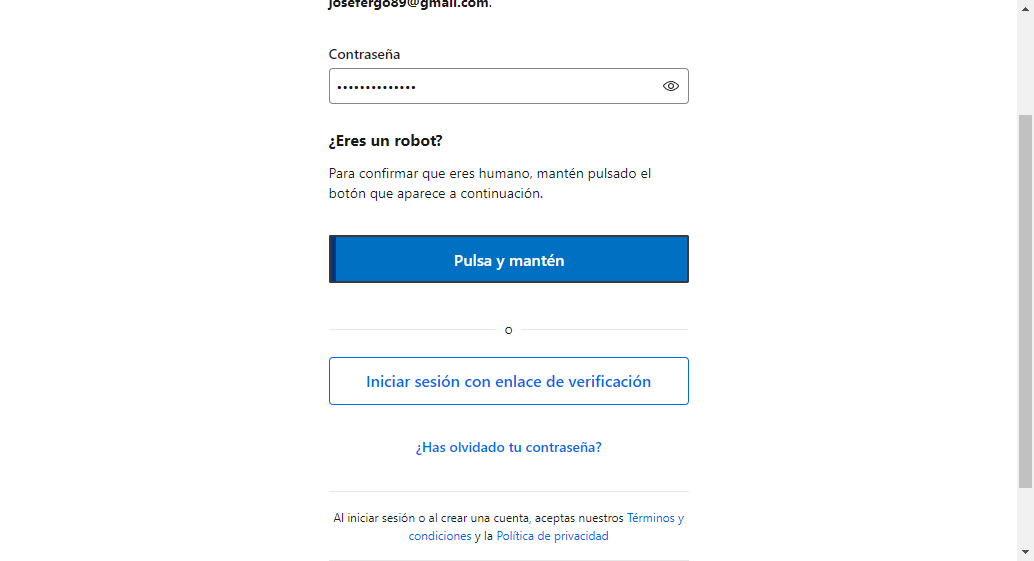 josefergo89@gmail.com.
Contraseña
••••••••••••••
¿Eres un robot?
Para confirmar que eres humano, mantén pulsado el
botón que aparece a continuación.
Pulsa y mantén
o
Iniciar sesión con enlace de verificación
¿Has olvidado tu contraseña?
Al iniciar sesión o al crear una cuenta, aceptas nuestros Términos y
condiciones y la Política de privacidad